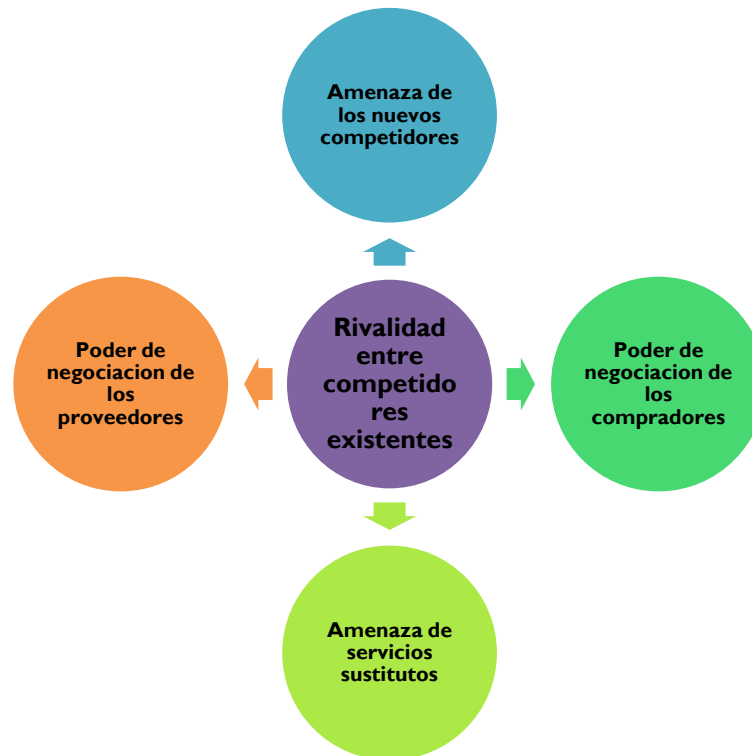 Amenaza de
los nuevos
competidores
Poder de
negociacion de
los
proveedores
Rivalidad
entre
competido
res
existentes
Poder de
negociacion de
los
compradores
Amenaza de
servicios
sustitutos